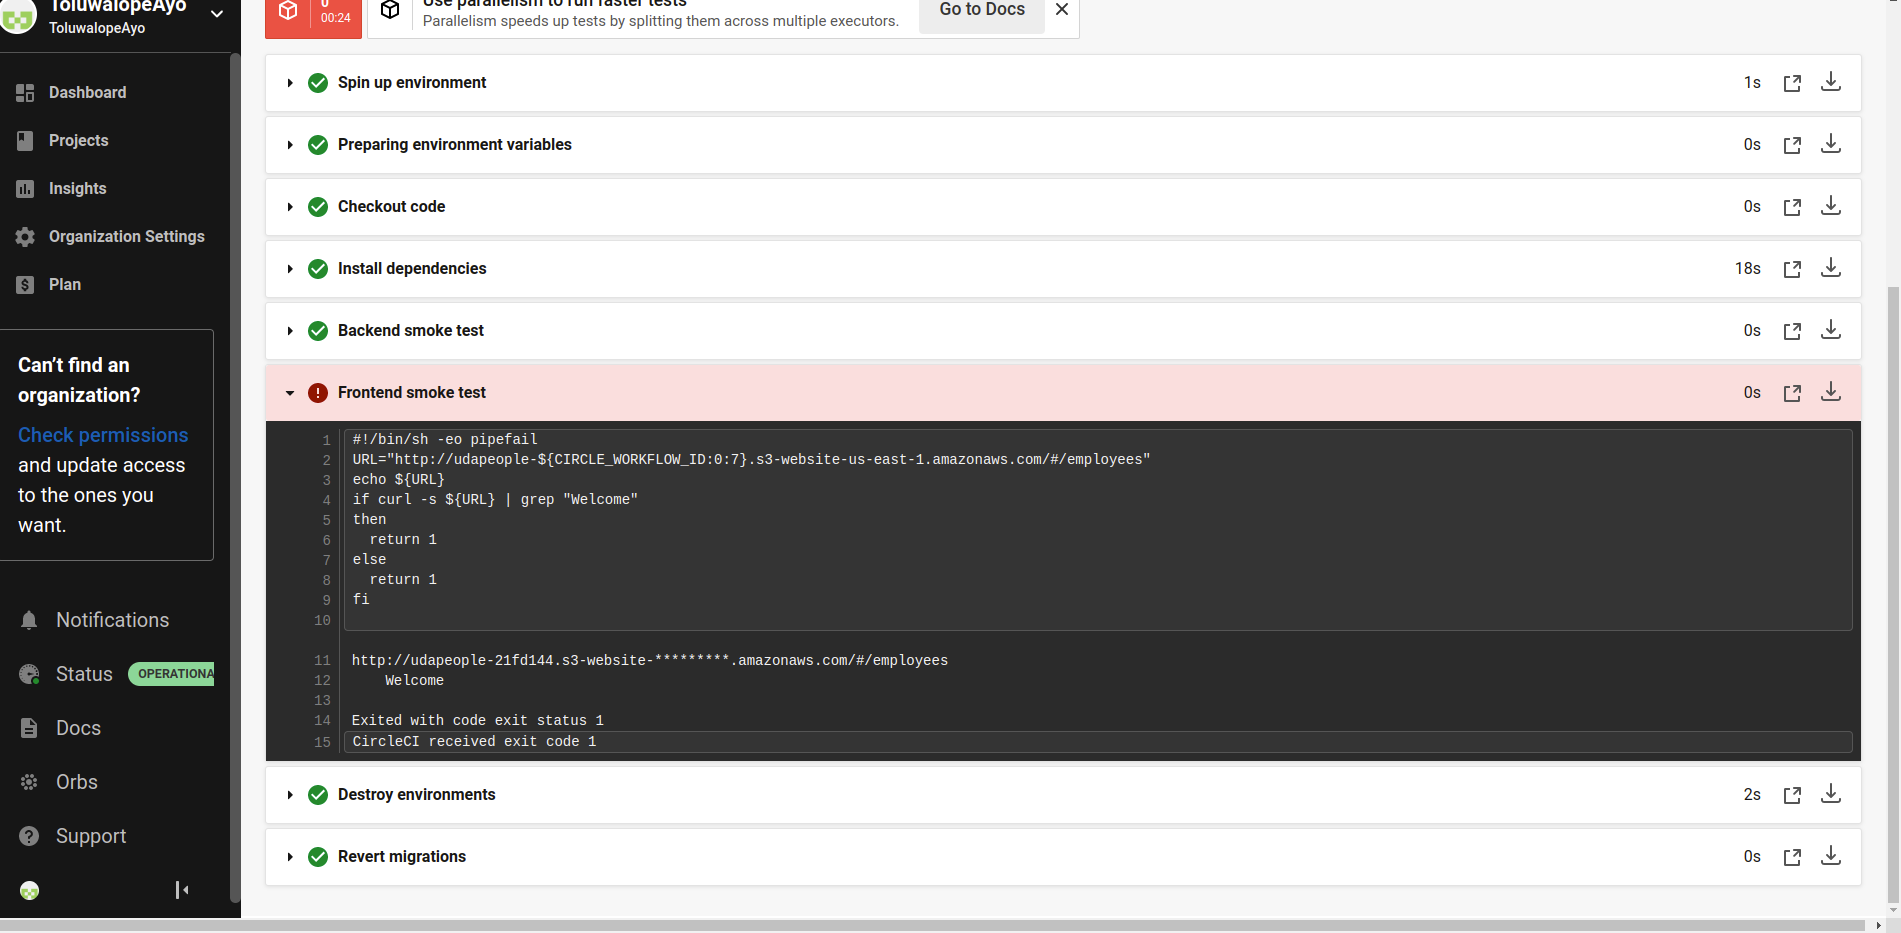 ToluwalopeAyo
ToluwalopeAyo
Dashboard
Projects
Insights
Organization Settings
Plan
Can't find an
organization?
Check permissions
and update access
to the ones you
want.
Notifications
Status OPERATIONA
Docs
Orbs
Support
0
00:24
Use parallelism to run faster tests
Parallelism speeds up tests by splitting them across multiple executors.
Go to Docs
Spin up environment 1s
Preparing environment variables 0s
Checkout code 0s
Install dependencies 18s
Backend smoke test 0s
Frontend smoke test 0s
1 #!/bin/sh -eo pipefail
2 URL="http://udapeople-${CIRCLE_WORKFLOW_ID:0:7}.s3-website-us-east-1.amazonaws.com/#/employees"
3 echo ${URL}
4 if curl -s ${URL} | grep "Welcome"
5 then
6   return 1
7 else
8   return 1
9 fi
10
11 http://udapeople-21fd144.s3-website-*********.amazonaws.com/#/employees
12     Welcome
13
14 Exited with code exit status 1
15 CircleCI received exit code 1
Destroy environments 2s
Revert migrations 0s